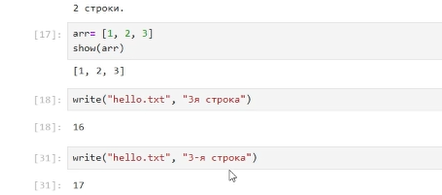 2 строки.
[17]: arr= [1, 2, 3]
show(arr)
[1, 2, 3]
[18]: write("hello.txt", "3я строка")
[18]: 16
[31]: write("hello.txt", "3-я строка")
[31]: 17